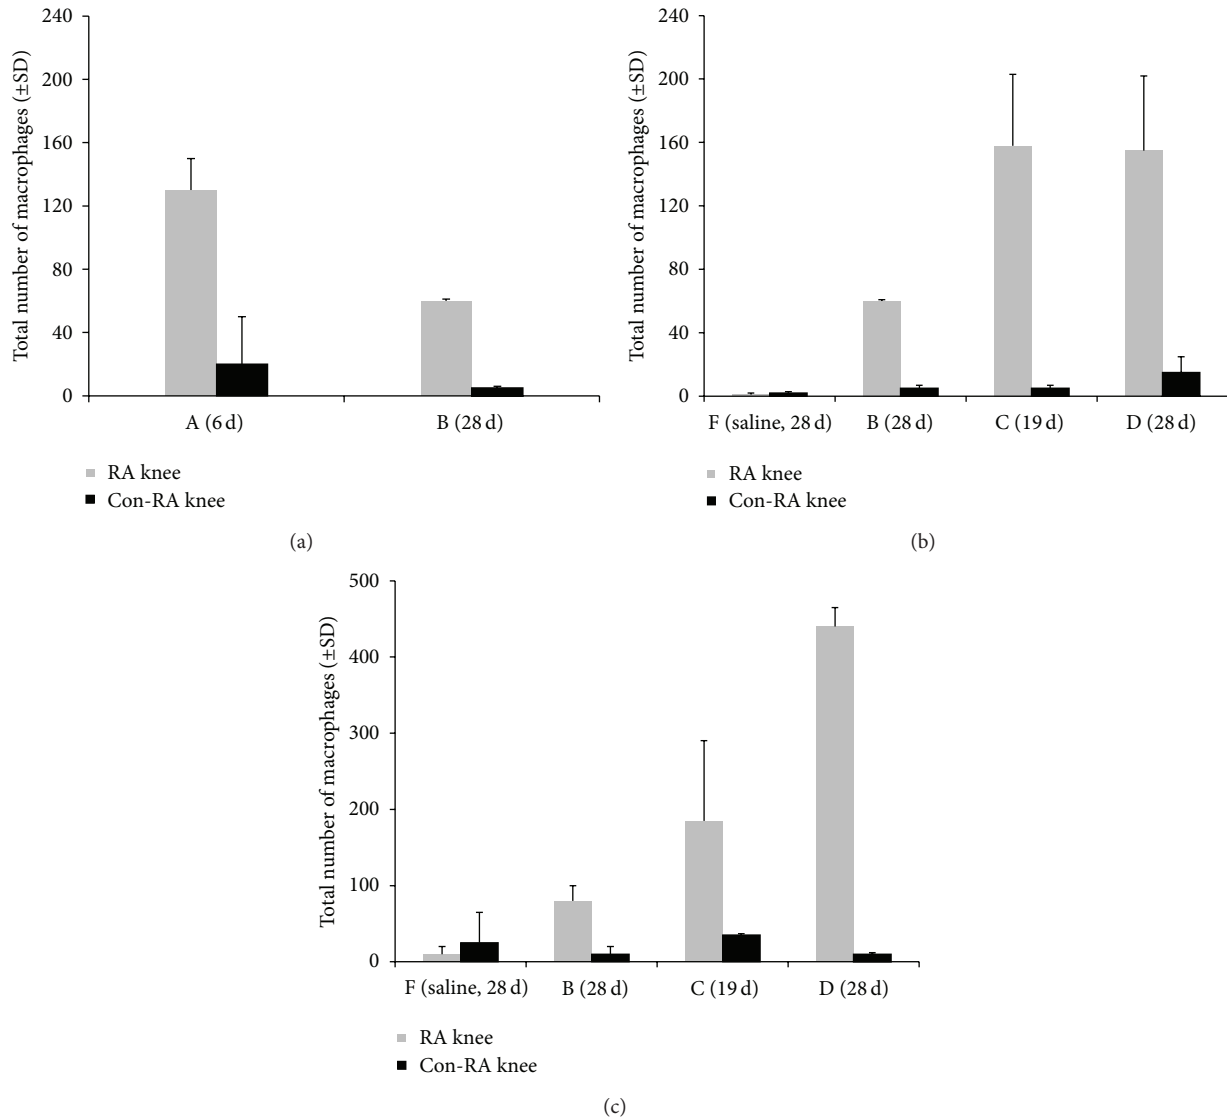 Total number of macrophages (±SD)
240
200
160
120
80
40
0
A (6 d)
B (28 d)
RA knee
Con-RA knee
(a)
Total number of macrophages (±SD)
240
200
160
120
80
40
0
F (saline, 28 d)
B (28 d)
C (19 d)
D (28 d)
RA knee
Con-RA knee
(b)
Total number of macrophages (±SD)
500
400
300
200
100
0
F (saline, 28 d)
B (28 d)
C (19 d)
D (28 d)
RA knee
Con-RA knee
(c)